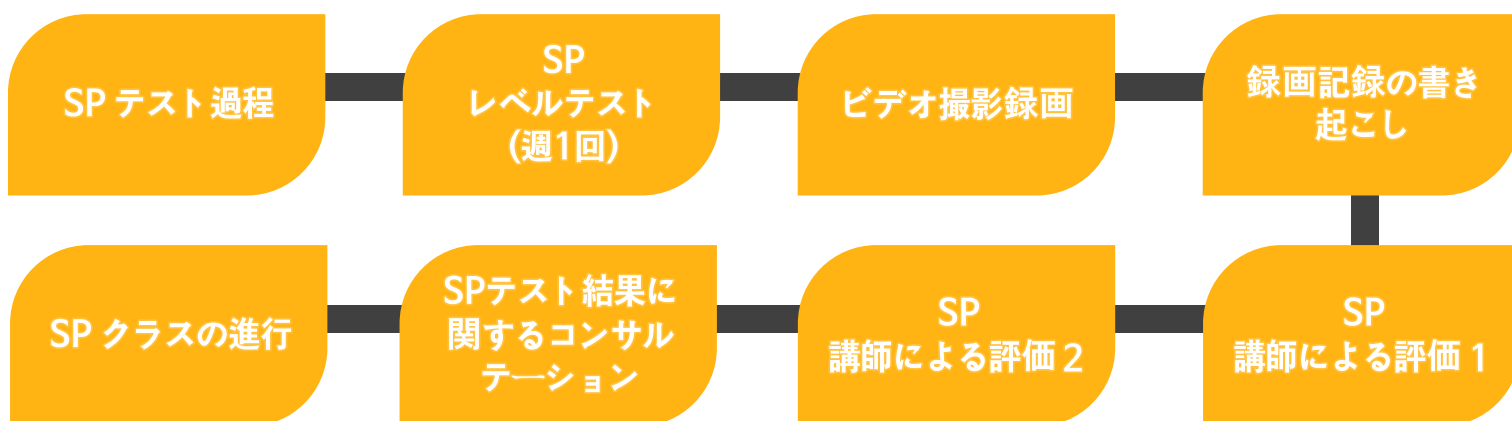 SP テスト過程
SP
レベルテスト
(週1回)
ビデオ撮影録画
録画記録の書き
起こし
SP
講師による評価 1
SP
講師による評価 2
SPテスト結果に
関するコンサル
テーション
SP クラスの進行